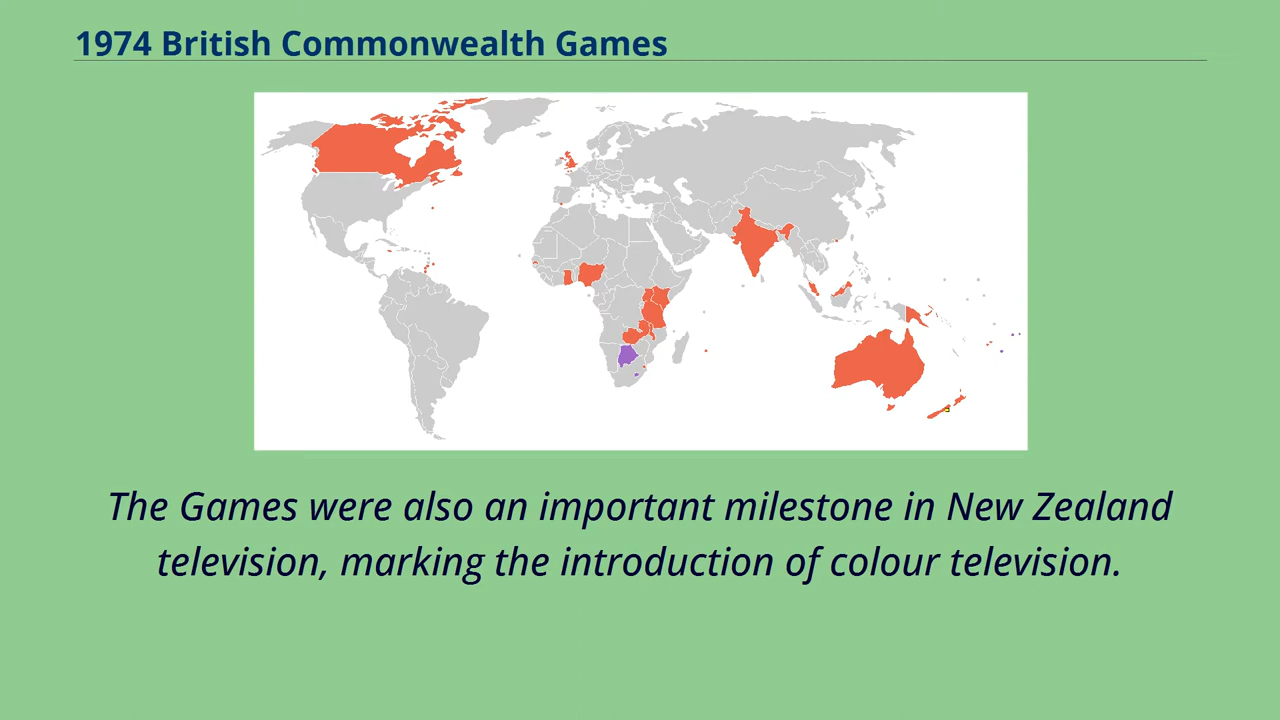 1974 British Commonwealth Games
The Games were also an important milestone in New Zealand
television, marking the introduction of colour television.